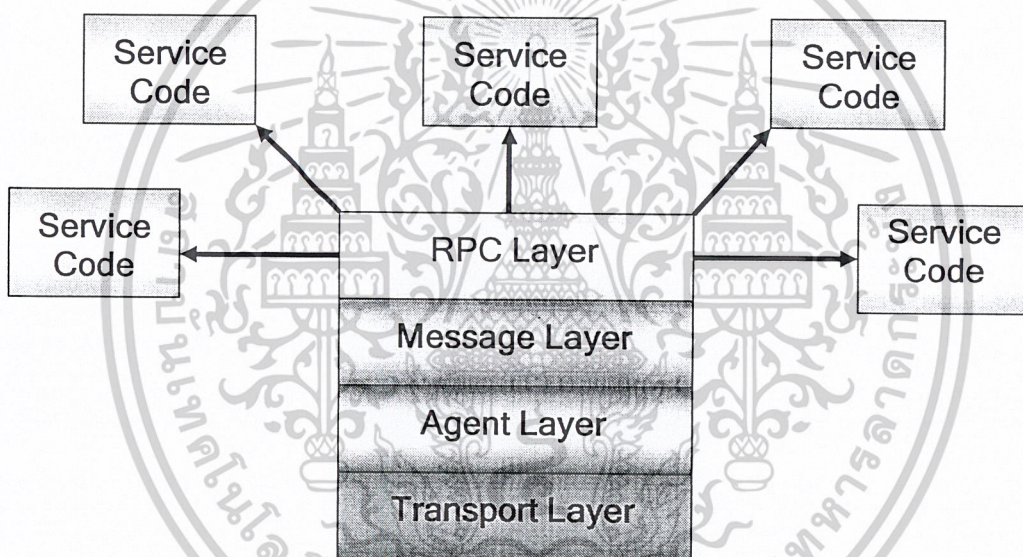 Service
Code
Service
Code
Service
Code
Service
Code
Service
Code
RPC Layer
Message Layer
Agent Layer
Transport Layer